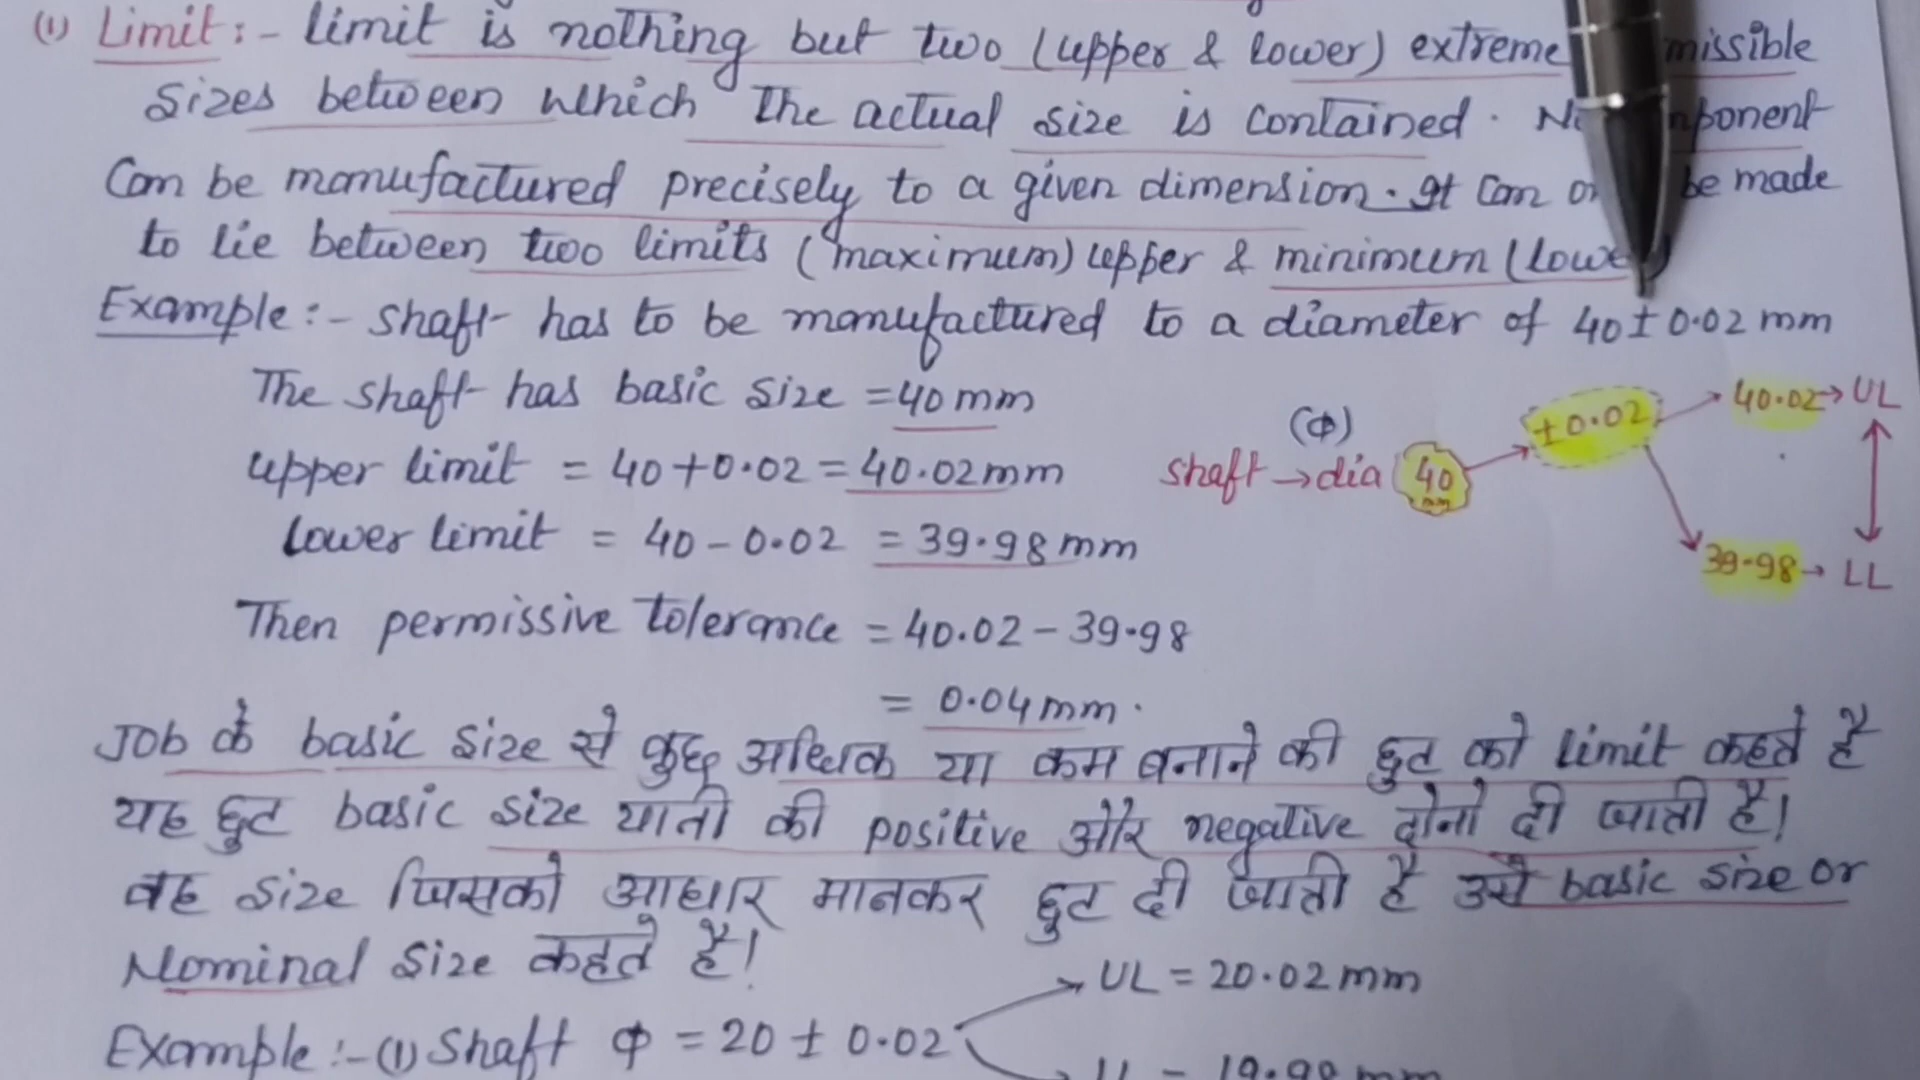 (1) Limit :- limit is nothing but two (upper & lower) extreme missible
sizes between which The actual size is contained. ponent
can be manufactured precisely to a given dimension. It can be made
to lie between two limits (maximum) upper & minimum (lower)
Example :- shaft has to be manufactured to a diameter of 40 ± 0.02 mm
The shaft has basic size = 40 mm
upper limit = 40 + 0.02 = 40.02 mm
lower limit = 40 - 0.02 = 39.98 mm
(Φ)
shaft → dia 40 mm
± 0.02
40.02 → UL
39.98 → LL
Then permissive tolerance = 40.02 - 39.98
= 0.04 mm.
Job के basic size से कुछ अधिक या कम बनाने की छुट को limit कहते हैं
यह छुट basic size यानी की positive और negative दोनो दी जाती है।
वह size जिसको आधार मानकर छुट दी जाती है उसे basic size or
Nominal size कहते है।
UL = 20.02 mm
Example :- (1) Shaft Φ = 20 ± 0.02